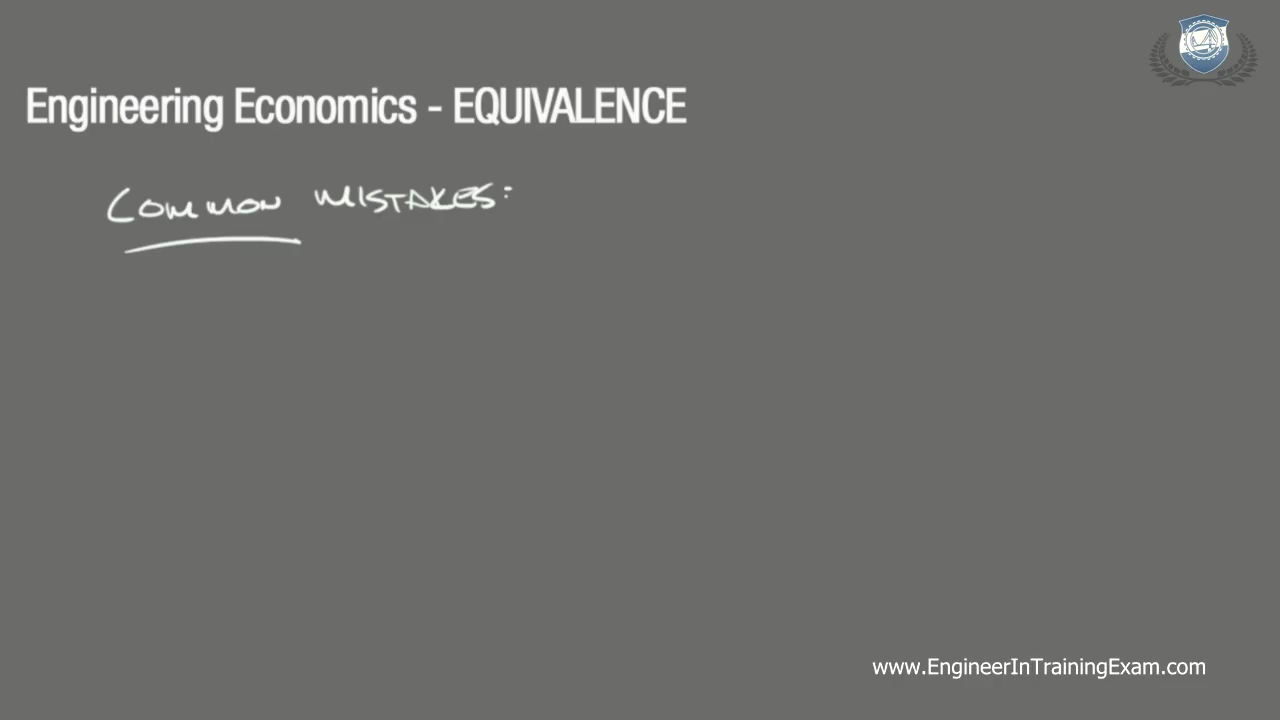 Engineering Economics - EQUIVALENCE
COMMON MISTAKES:
www.EngineerInTrainingExam.com